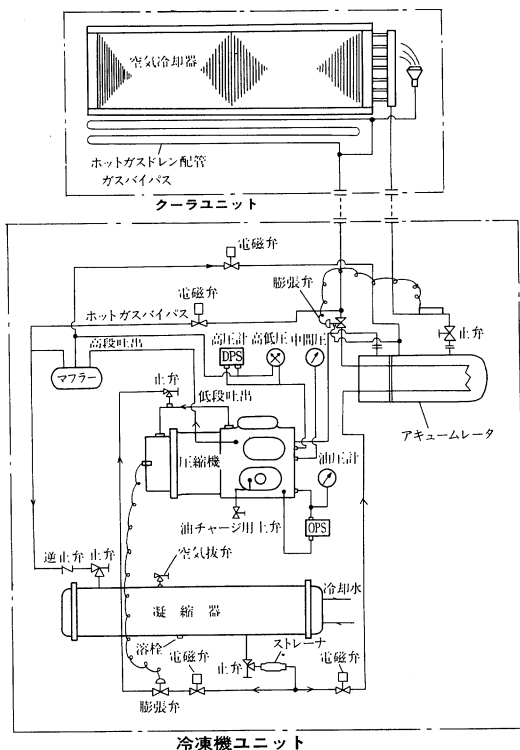 空気冷却器
ホットガスドレン配管
ガスバイパス
クーラユニット
電磁弁
膨張弁
電磁弁
ホットガスバイパス
止弁
高段吐出
高圧計
高低圧
中間圧
DPS
マフラー
止弁
低段吐出
アキュームレータ
圧縮機
油圧計
油チャージ用止弁
OPS
空気抜弁
逆止弁
止弁
冷却水
凝縮器
溶栓
ストレーナ
電磁弁
止弁
電磁弁
膨張弁
冷凍機ユニット